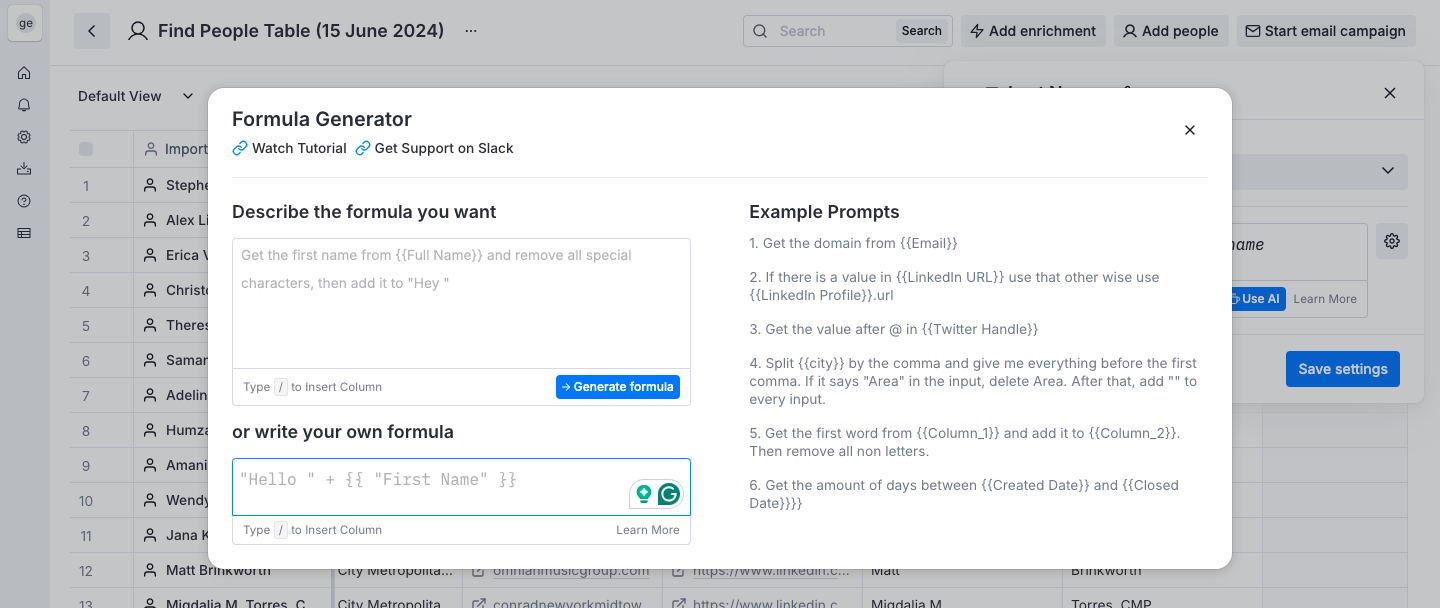 ge
Find People Table (15 June 2024)
...
Search
Search
Add enrichment
Add people
Start email campaign
Default View
Import
1
Stephe
2
Alex Li
3
Erica V
4
Christo
5
Theres
6
Saman
7
Adelin
8
Humza
9
Amani
10
Wendy
11
Jana K
12
Matt Brinkworth
City Metropolita...
omnianmusicgroup.com
https://www.linkedin.c...
Matt
Brinkworth
13
Migdalia M. Torres, C
City Metropolita...
conradnewyorkmidtow
https://www.linkedin.c
Migdalia M.
Torres, CMP
Formula Generator
Watch Tutorial
Get Support on Slack
Describe the formula you want
Get the first name from {{Full Name}} and remove all special
characters, then add it to "Hey "
Type / to Insert Column
Generate formula
or write your own formula
"Hello " + {{ "First Name" }}
Type / to Insert Column
Learn More
Example Prompts
1. Get the domain from {{Email}}
2. If there is a value in {{LinkedIn URL}} use that other wise use
{{LinkedIn Profile}}.url
3. Get the value after @ in {{Twitter Handle}}
4. Split {{city}} by the comma and give me everything before the first
comma. If it says "Area" in the input, delete Area. After that, add "" to
every input.
5. Get the first word from {{Column_1}} and add it to {{Column_2}}.
Then remove all non letters.
6. Get the amount of days between {{Created Date}} and {{Closed
Date}}}}
name
Use AI
Learn More
Save settings